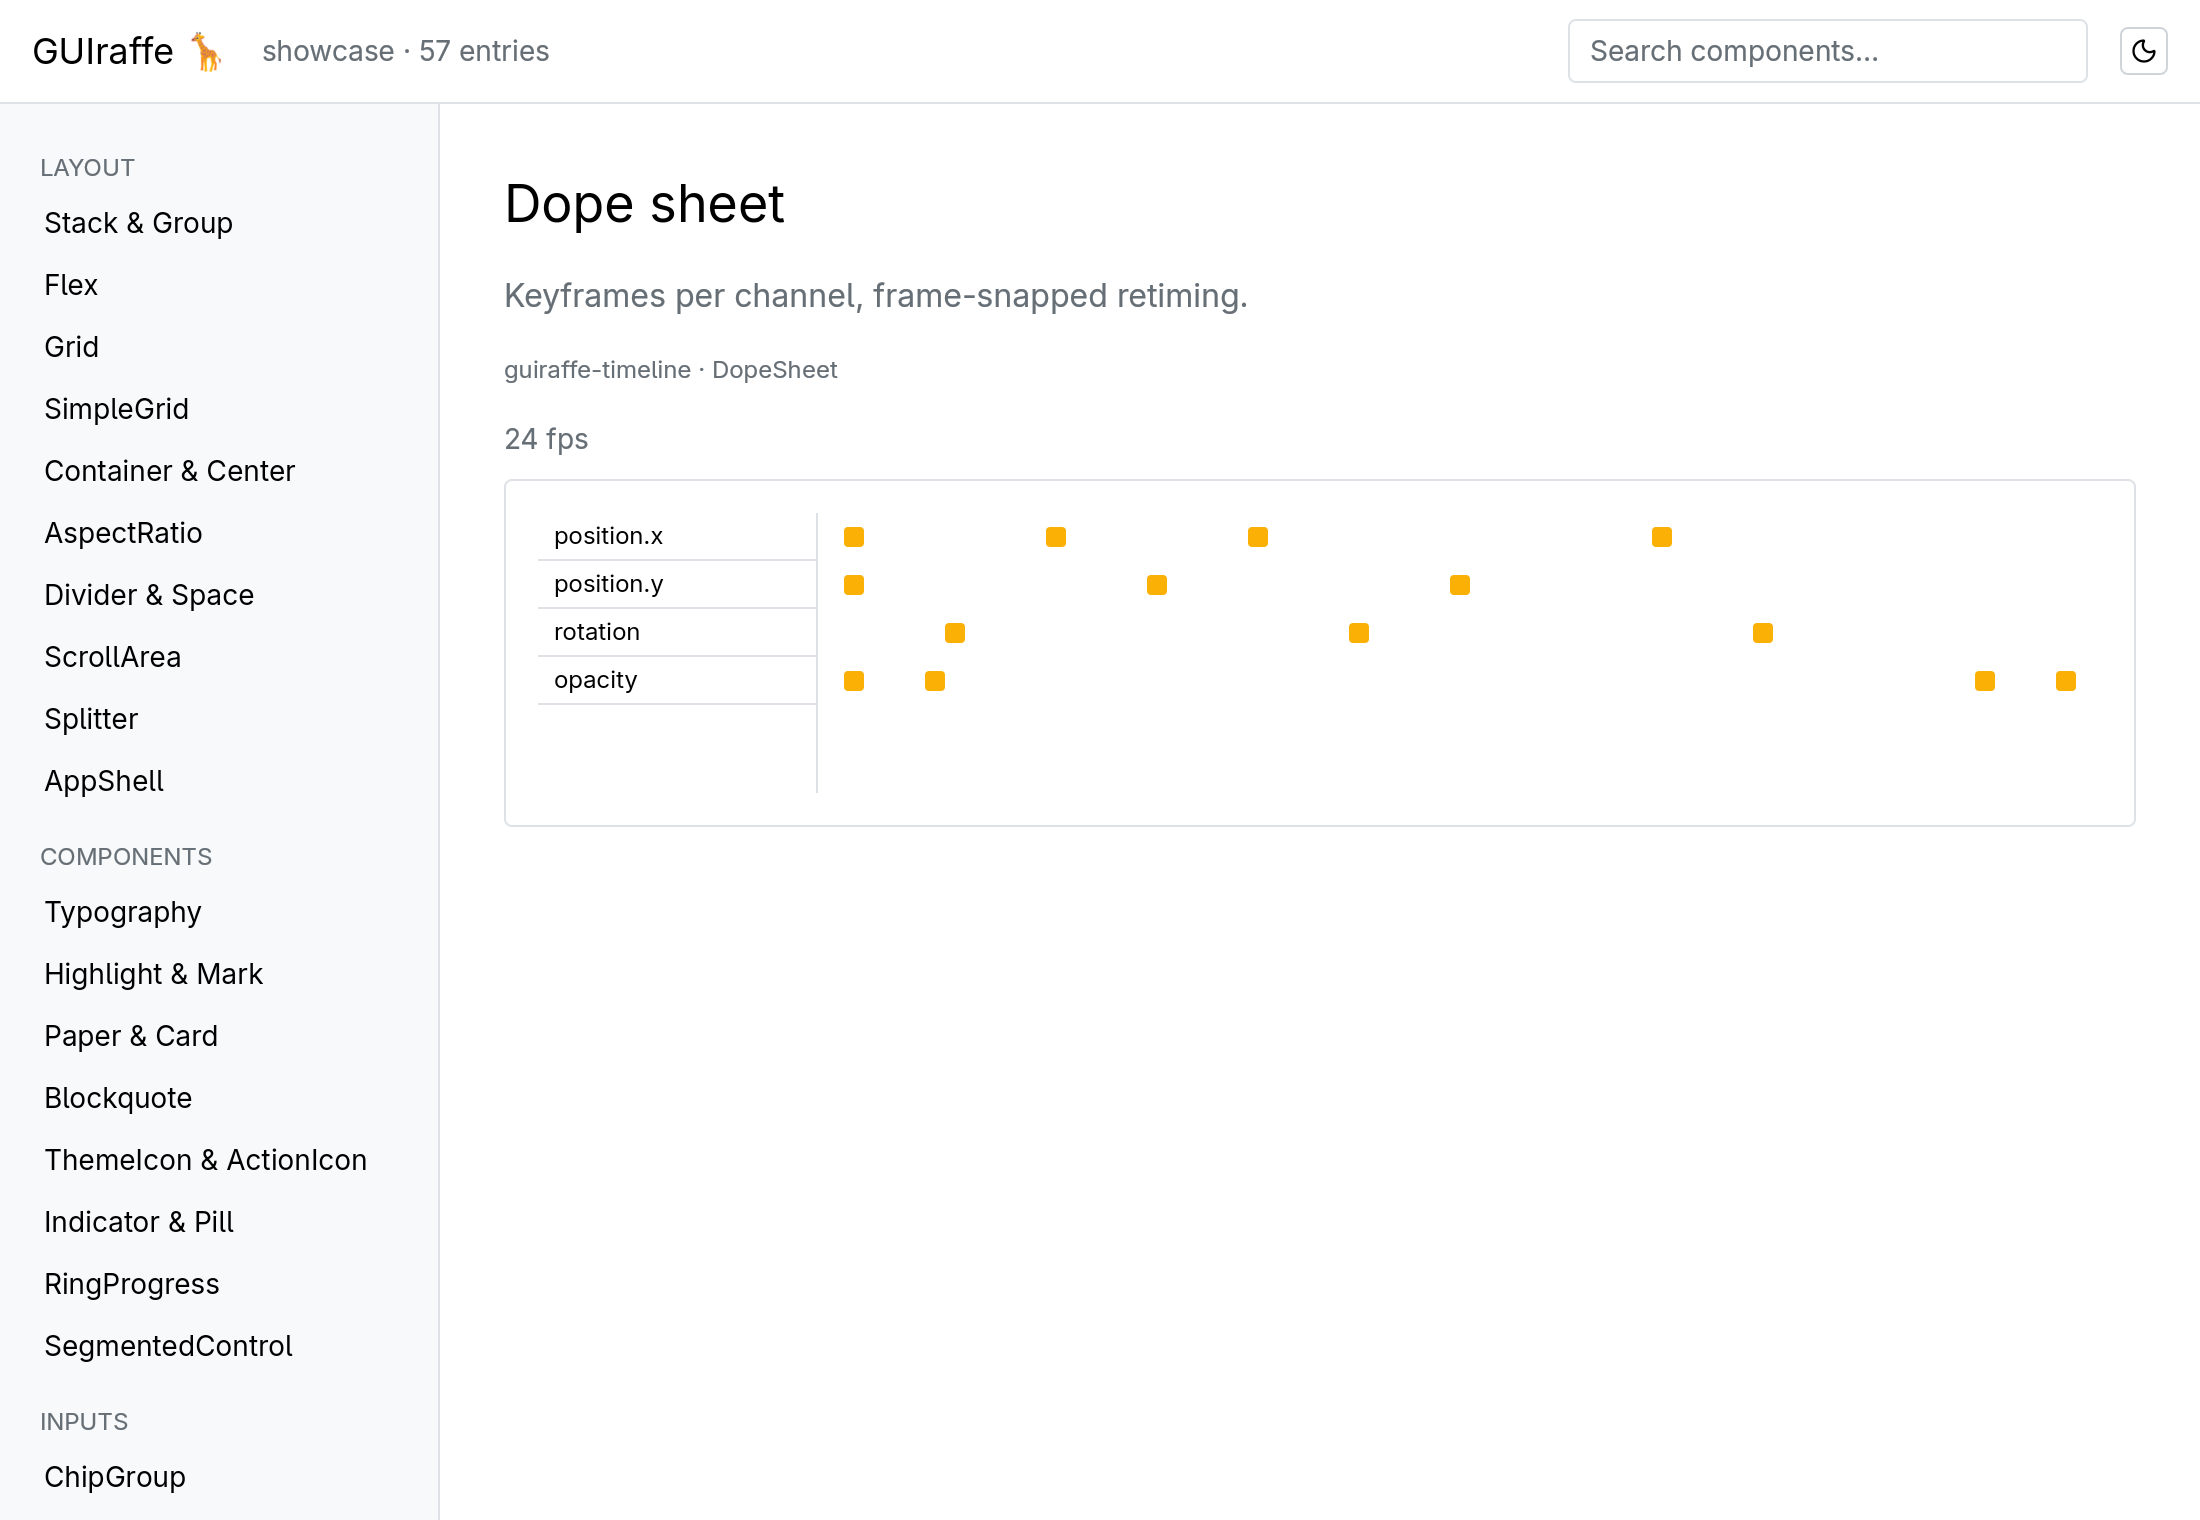 GUIraffe 🦒 showcase · 57 entries
Search components...
LAYOUT
Stack & Group
Flex
Grid
SimpleGrid
Container & Center
AspectRatio
Divider & Space
ScrollArea
Splitter
AppShell
COMPONENTS
Typography
Highlight & Mark
Paper & Card
Blockquote
ThemeIcon & ActionIcon
Indicator & Pill
RingProgress
SegmentedControl
INPUTS
ChipGroup
Dope sheet
Keyframes per channel, frame-snapped retiming.
guiraffe-timeline · DopeSheet
24 fps
position.x
position.y
rotation
opacity